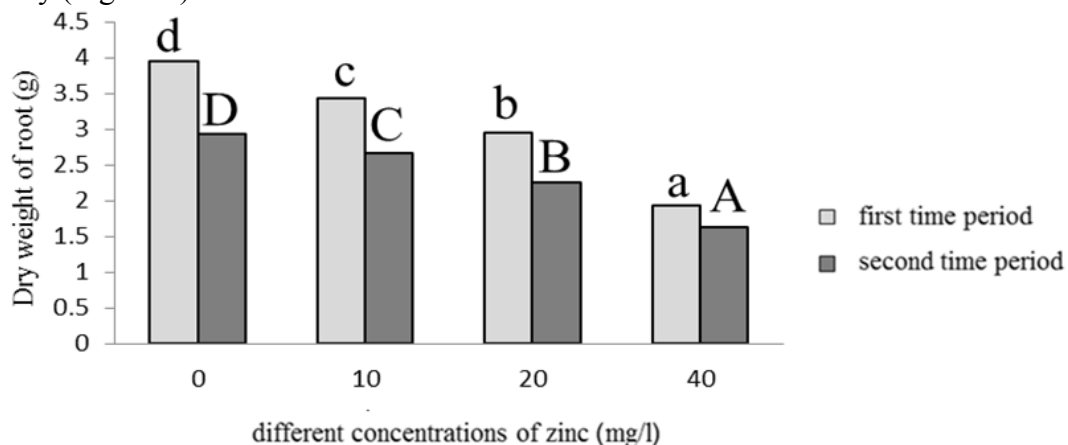 4.5
4
3.5
3
2.5
2
1.5
1
0.5
0
Dry weight of root (g)
d
D
c
C
b
B
a
A
0 10 20 40
different concentrations of zinc (mg/l)
first time period
second time period